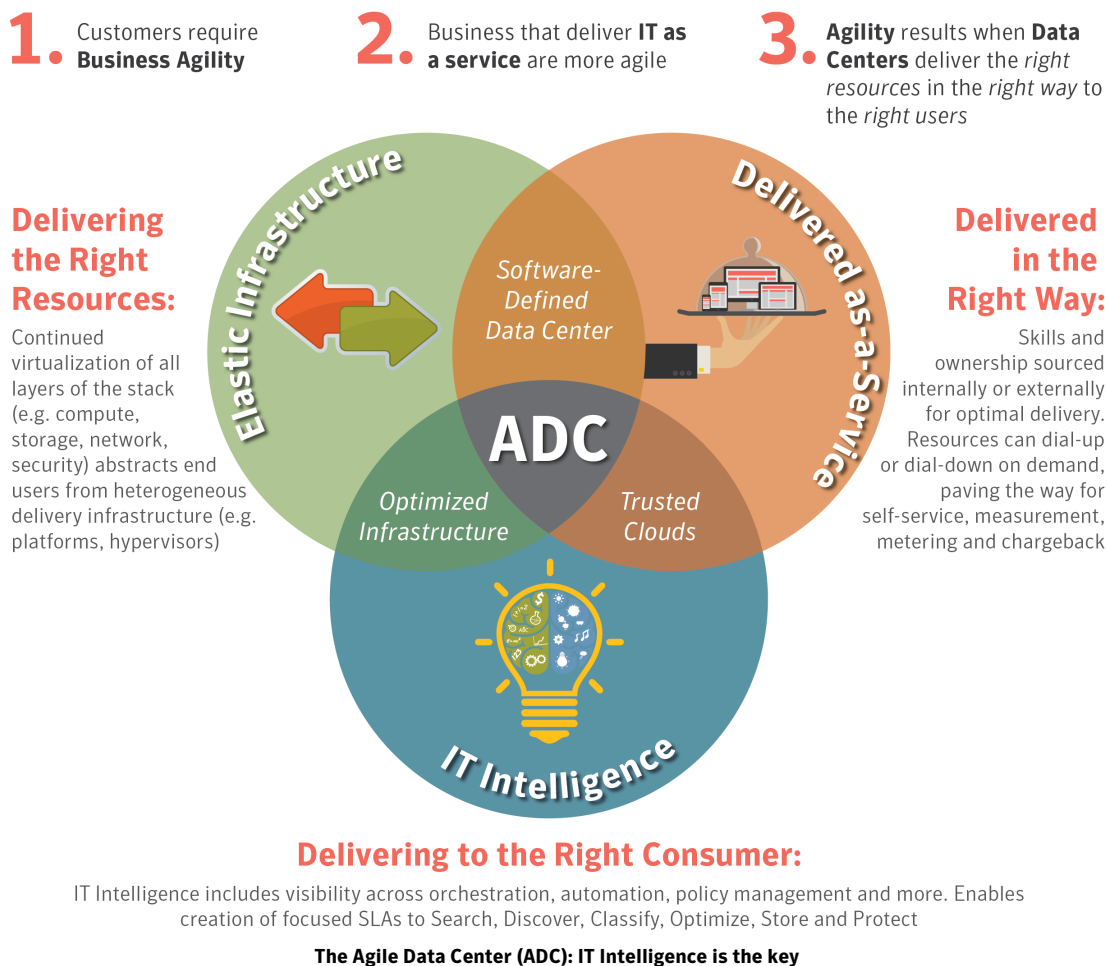 1. Customers require
Business Agility
2. Business that deliver IT as
a service are more agile
3. Agility results when Data
Centers deliver the right
resources in the right way to
the right users
Elastic Infrastructure
Delivered as-a-Service
Delivering
the Right
Resources:
Continued
virtualization of all
layers of the stack
(e.g. compute,
storage, network,
security) abstracts end
users from heterogeneous
delivery infrastructure (e.g.
platforms, hypervisors)
Software-
Defined
Data Center
ADC
Optimized
Infrastructure
Trusted
Clouds
Delivered
in the
Right Way:
Skills and
ownership sourced
internally or externally
for optimal delivery.
Resources can dial-up
or dial-down on demand,
paving the way for
self-service, measurement,
metering and chargeback
$
ABC
IT Intelligence
Delivering to the Right Consumer:
IT Intelligence includes visibility across orchestration, automation, policy management and more. Enables
creation of focused SLAs to Search, Discover, Classify, Optimize, Store and Protect
The Agile Data Center (ADC): IT Intelligence is the key